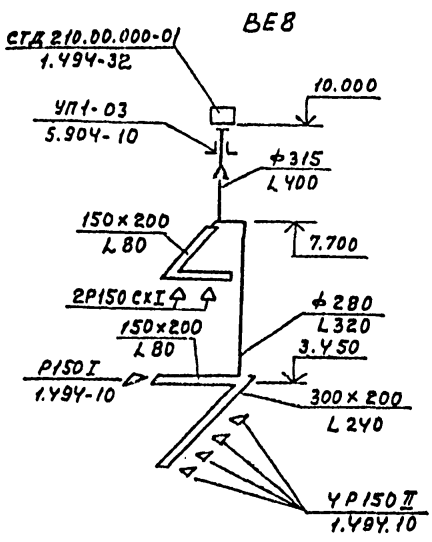 ВЕ8
СТД 210.00.000-01
1.494-32
10.000
УП1-03
5.904-10
ф315
L400
150×200
L80
7.700
2Р150 СХI
ф280
L320
150×200
L80
3.450
Р150 I
1.494-10
300×200
L240
4Р150 II
1.494.10